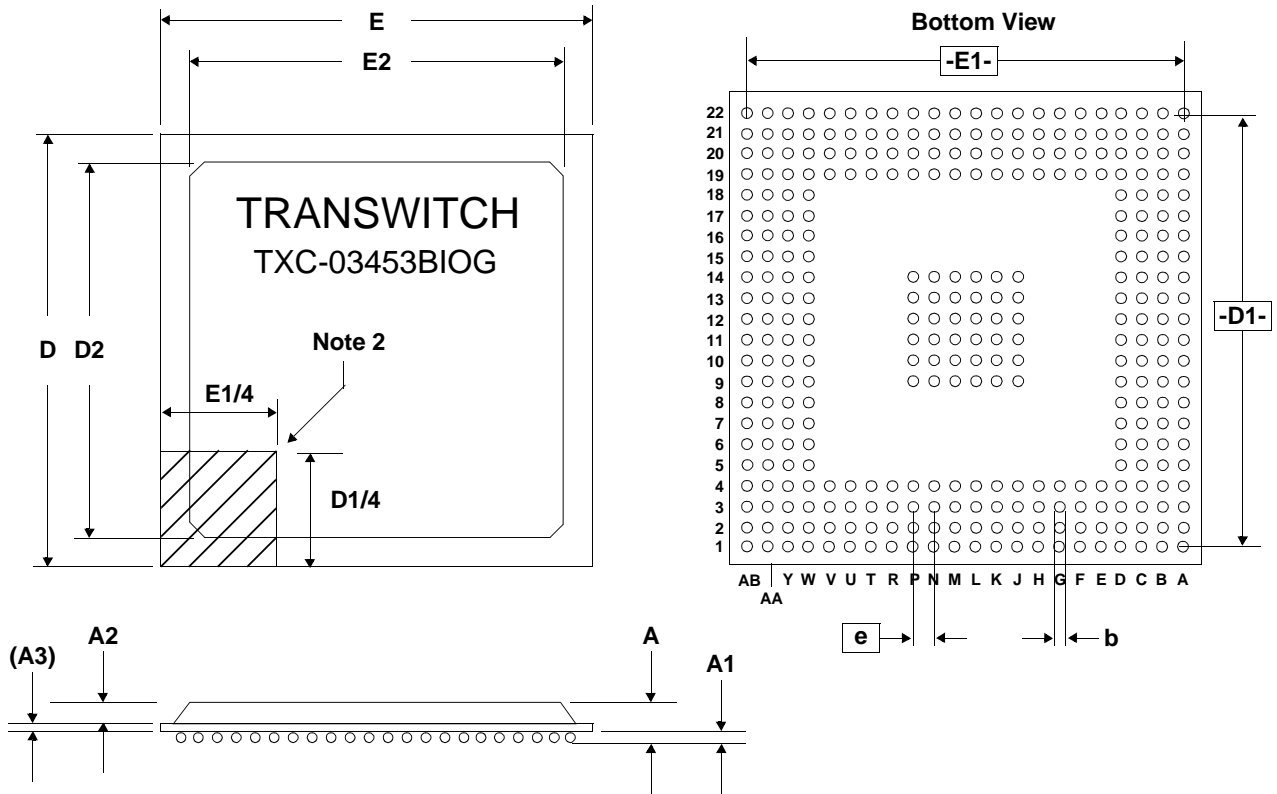 E
E2
TRANSWITCH
TXC-03453BIOG
D
D2
Note 2
E1/4
D1/4
Bottom View
-E1-
22
21
20
19
18
17
16
15
14
13
12
11
10
9
8
7
6
5
4
3
2
1
-D1-
AB AA Y W V U T R P N M L K J H G F E D C B A
e
b
A2
(A3)
A
A1